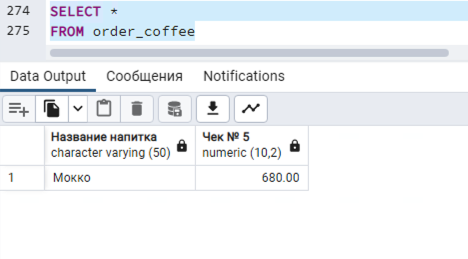 274 SELECT *
275 FROM order_coffee
Data Output Сообщения Notifications
Название напитка Чек № 5
character varying (50) numeric (10,2)
1 Мокко 680.00